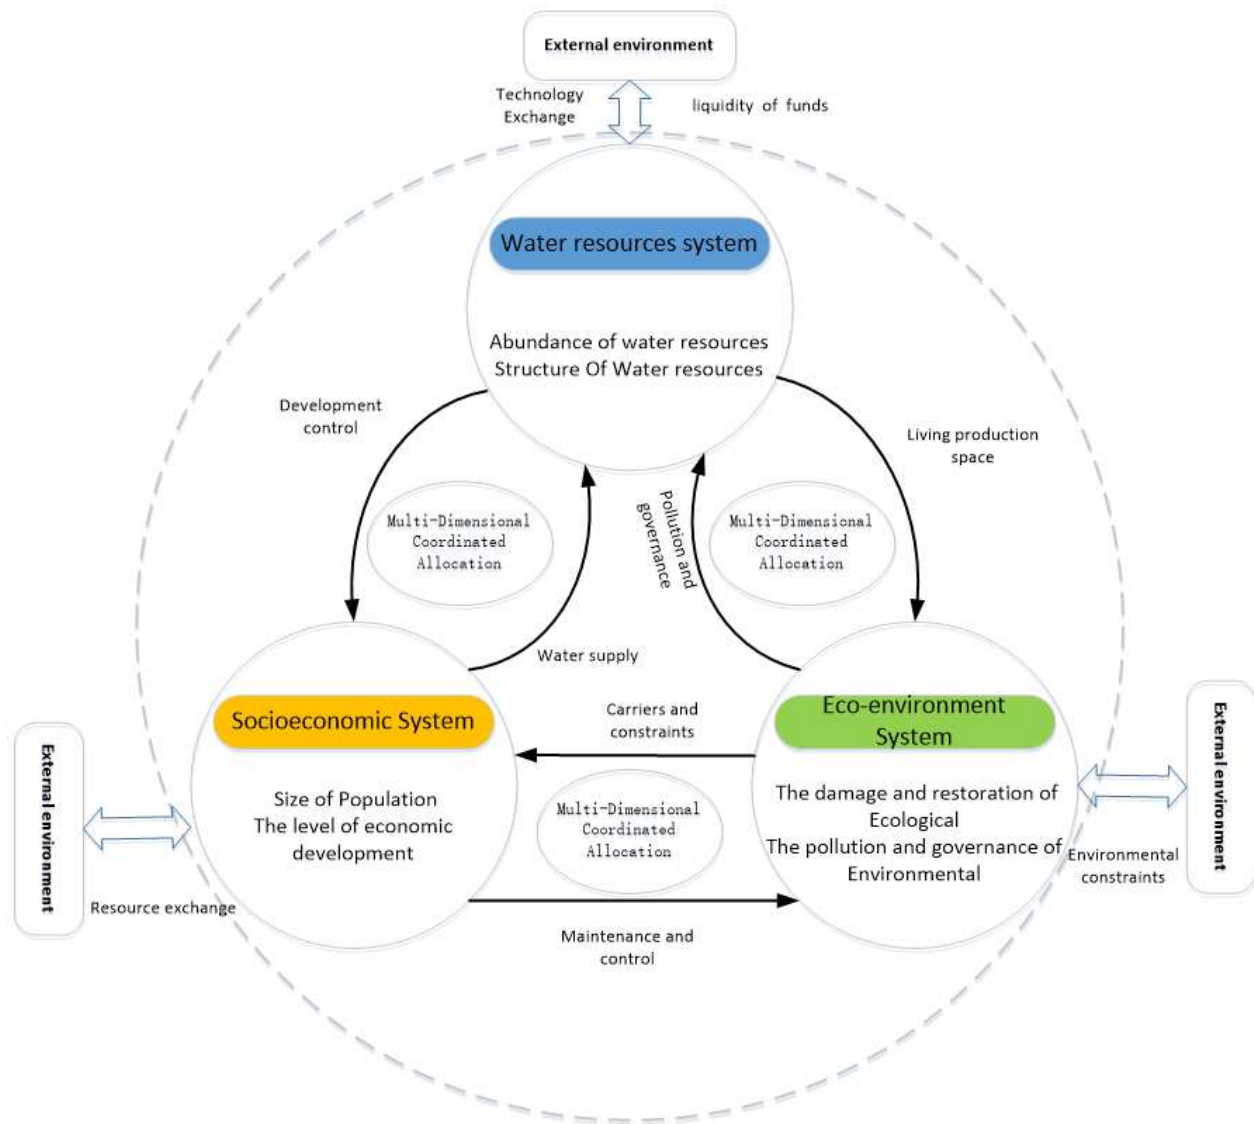 External environment
Technology
Exchange
liquidity of funds
Water resources system
Abundance of water resources
Structure Of Water resources
Development
control
Living production
space
Multi-Dimensional
Coordinated
Allocation
Pollution and
governance
Multi-Dimensional
Coordinated
Allocation
Water supply
Socioeconomic System
Size of Population
The level of economic
development
Carriers and
constraints
Eco-environment
System
The damage and restoration of
Ecological
The pollution and governance of
Environmental
Multi-Dimensional
Coordinated
Allocation
Maintenance and
control
External environment
Resource exchange
External environment
Environmental
constraints